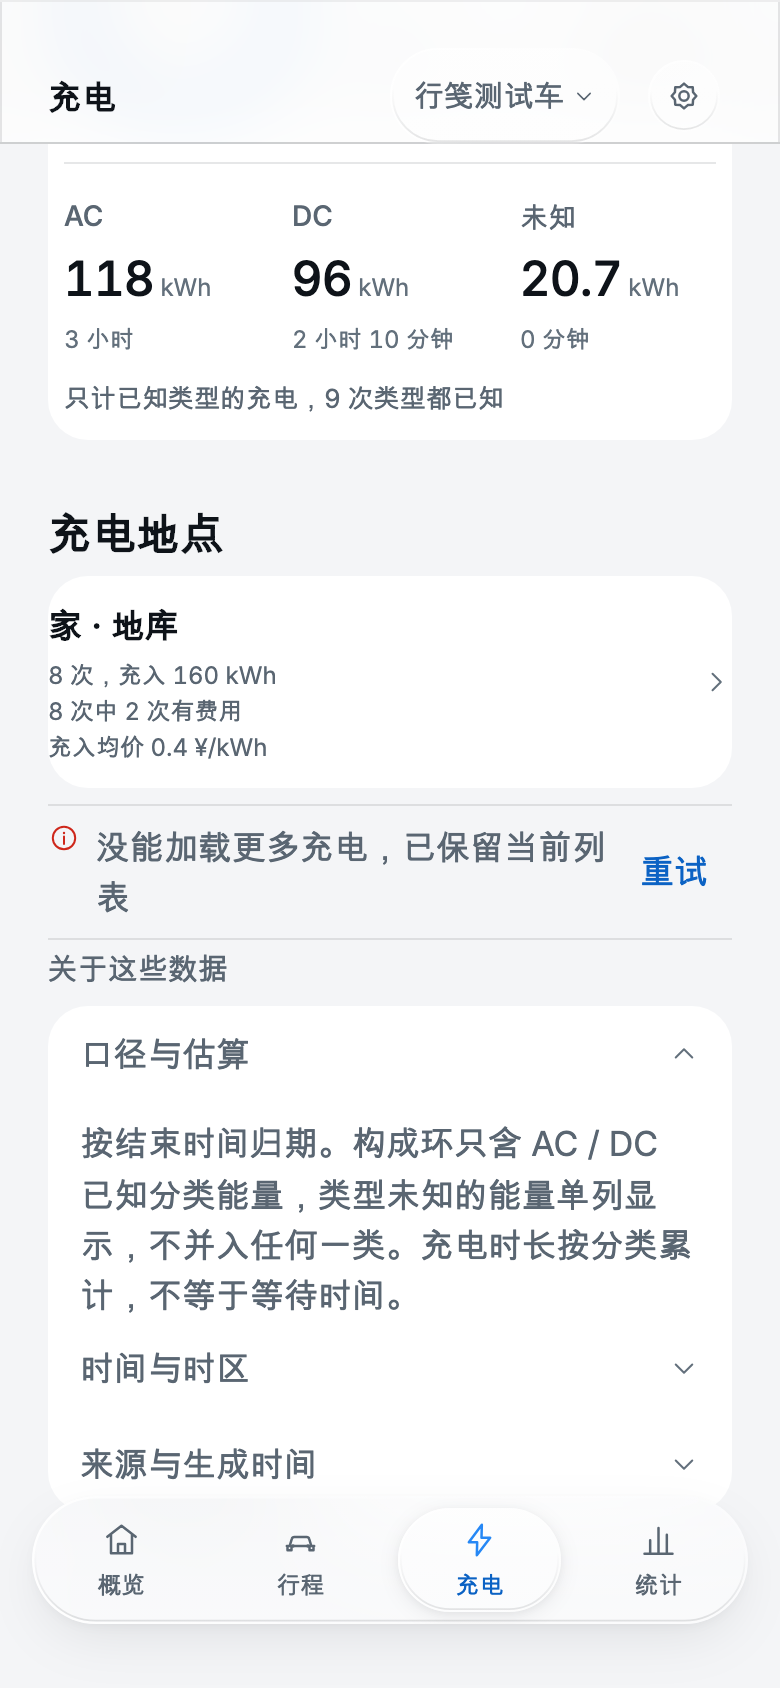 充电
行笺测试车
AC
DC
未知
118 kWh
96 kWh
20.7 kWh
3 小时
2 小时 10 分钟
0 分钟
只计已知类型的充电，9 次类型都已知
充电地点
家 · 地库
8 次，充入 160 kWh
8 次中 2 次有费用
充入均价 0.4 ¥/kWh
没能加载更多充电，已保留当前列
表
重试
关于这些数据
口径与估算
按结束时间归期。构成环只含 AC / DC
已知分类能量，类型未知的能量单列显
示，不并入任何一类。充电时长按分类累
计，不等于等待时间。
时间与时区
来源与生成时间
概览
行程
充电
统计